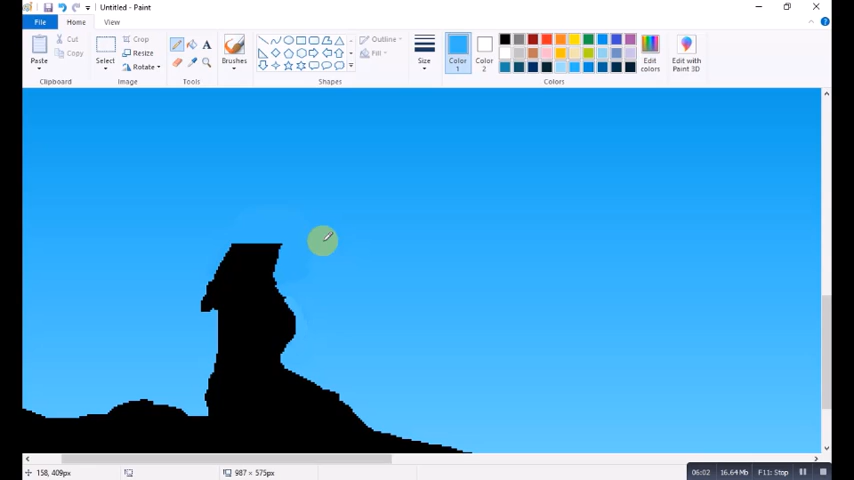 Untitled - Paint
File Home View
Paste
Cut
Copy
Clipboard
Select
Crop
Resize
Rotate
Image
A
Tools
Brushes
Outline
Fill
Shapes
Size
Color
1
Color
2
Edit
colors
Colors
Edit with
Paint 3D
158, 409px
987 × 575px
06:02 16.64 Mb F11: Stop